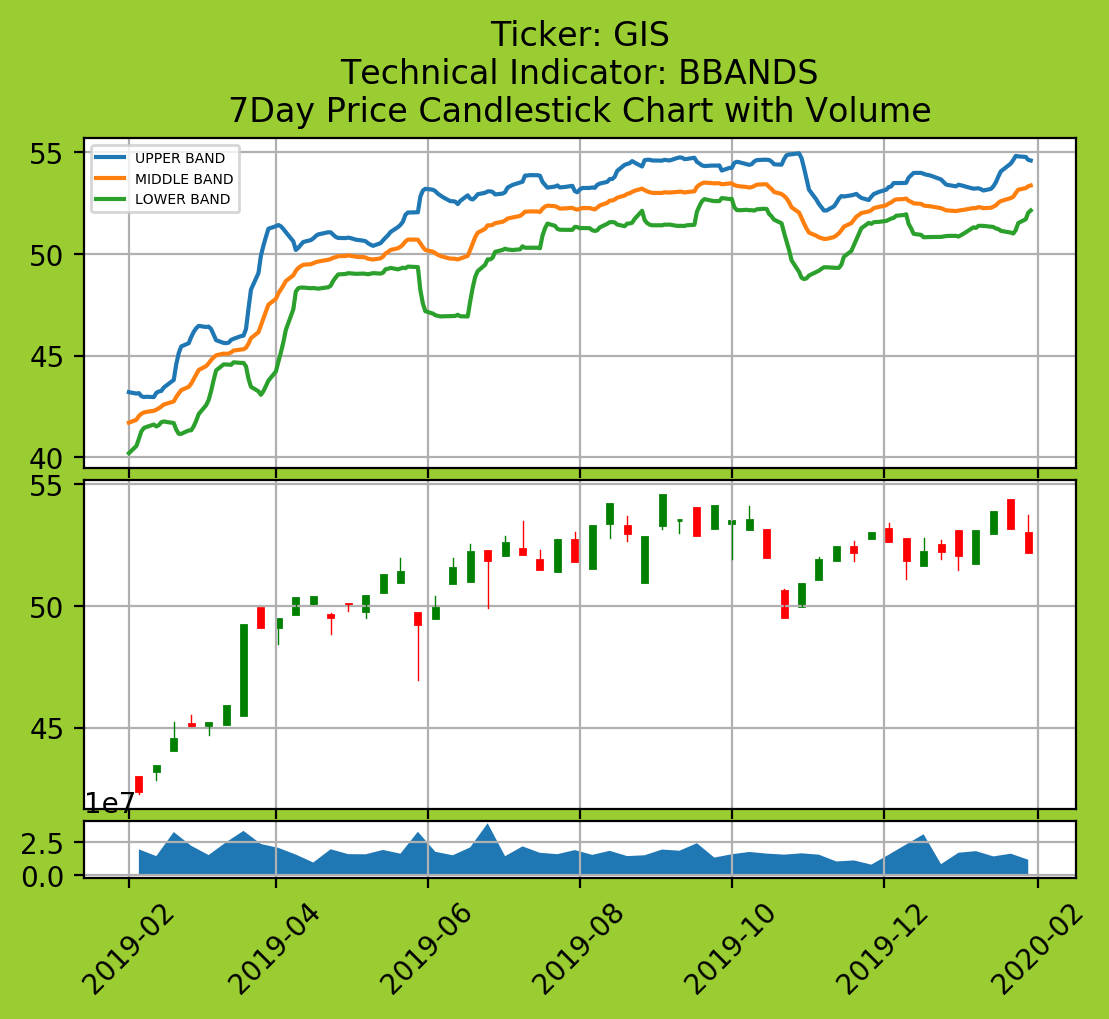 Ticker: GIS
Technical Indicator: BBANDS
7Day Price Candlestick Chart with Volume
55
UPPER BAND
MIDDLE BAND
LOWER BAND
50
45
40
55
50
45
1e7
2.5
0.0
2019-02 2019-04 2019-06 2019-08 2019-10 2019-12 2020-02